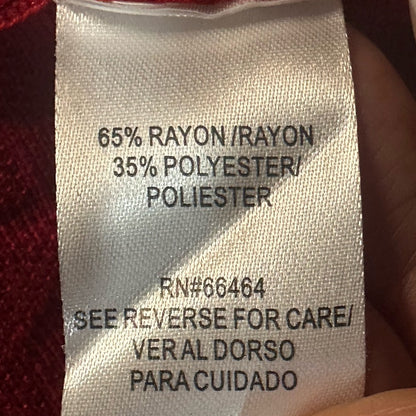 65% RAYON/RAYON
35% POLYESTER/
POLIESTER
RN#66464
SEE REVERSE FOR CARE/
VER AL DORSO
PARA CUIDADO